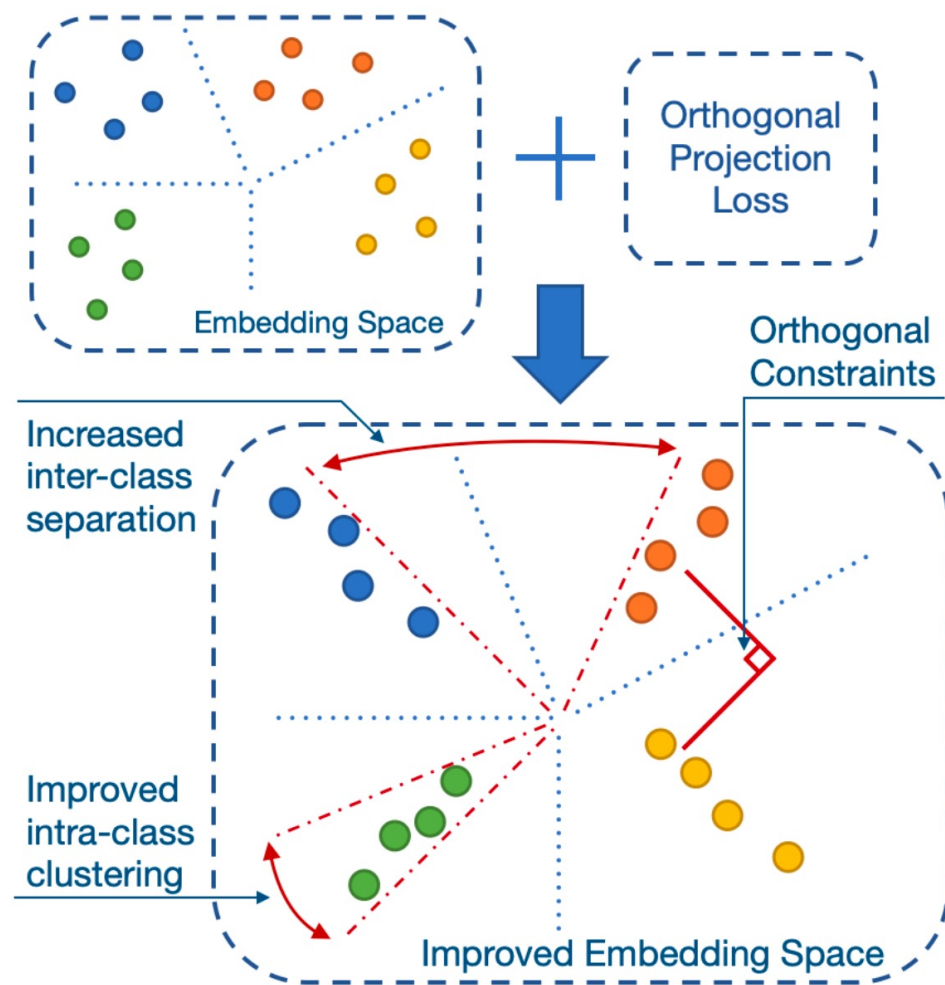 Embedding Space
Orthogonal
Projection
Loss
Orthogonal
Constraints
Increased
inter-class
separation
Improved
intra-class
clustering
Improved Embedding Space